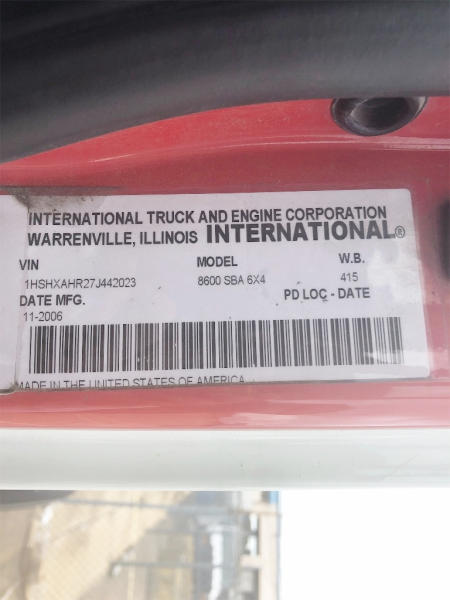 INTERNATIONAL TRUCK AND ENGINE CORPORATION
WARRENVILLE, ILLINOIS INTERNATIONAL®
VIN MODEL W.B.
1HSHXAHR27J442023 8600 SBA 6X4 415
DATE MFG. PD LOC - DATE
11-2006
MADE IN THE UNITED STATES OF AMERICA